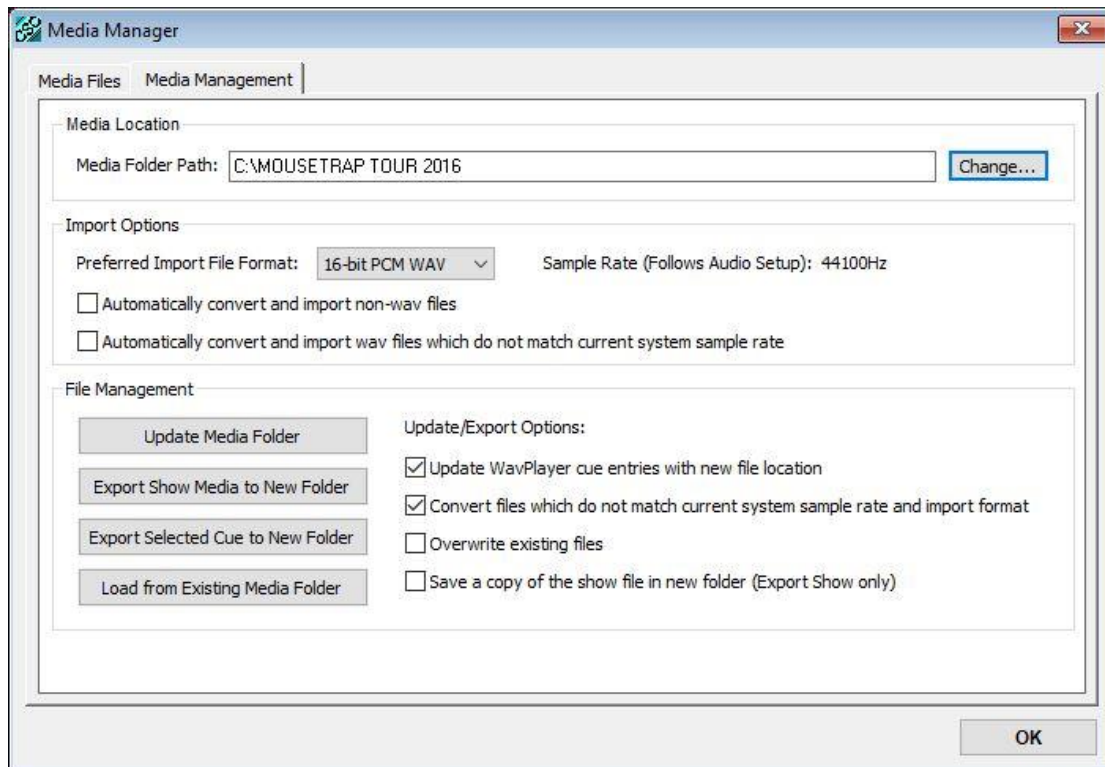 Media Manager
Media Files Media Management
Media Location
Media Folder Path: C:\MOUSETRAP TOUR 2016 Change...
Import Options
Preferred Import File Format: 16-bit PCM WAV Sample Rate (Follows Audio Setup): 44100Hz
Automatically convert and import non-wav files
Automatically convert and import wav files which do not match current system sample rate
File Management
Update Media Folder
Export Show Media to New Folder
Export Selected Cue to New Folder
Load from Existing Media Folder
Update/Export Options:
Update WavPlayer cue entries with new file location
Convert files which do not match current system sample rate and import format
Overwrite existing files
Save a copy of the show file in new folder (Export Show only)
OK